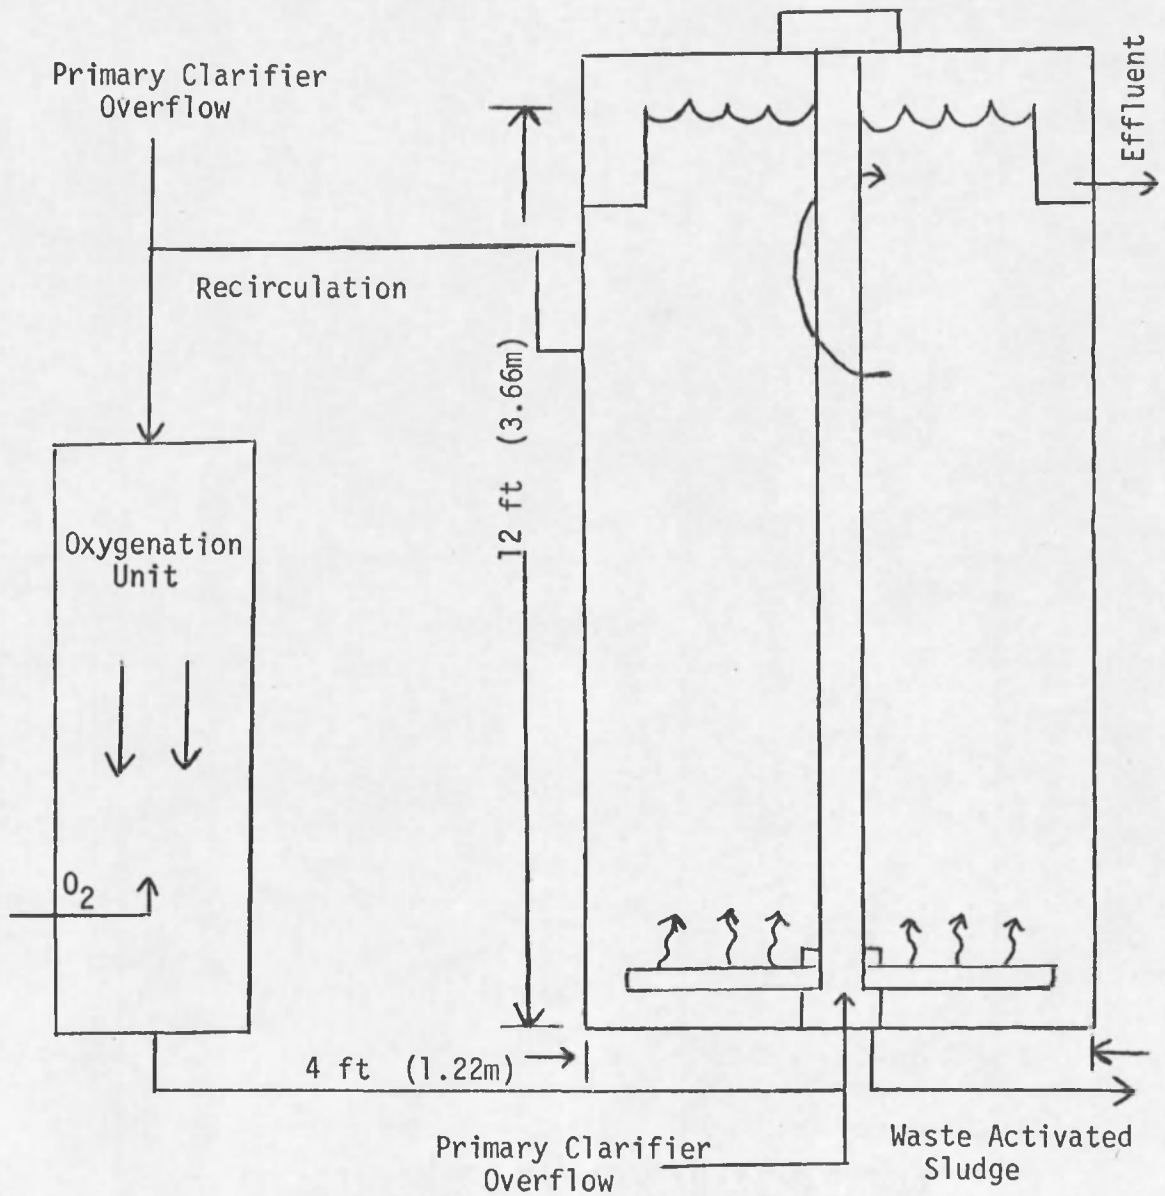 Primary Clarifier
Overflow
Effluent
Recirculation
12 ft (3.66m)
Oxygenation
Unit
O2
4 ft (1.22m)
Primary Clarifier
Overflow
Waste Activated
Sludge